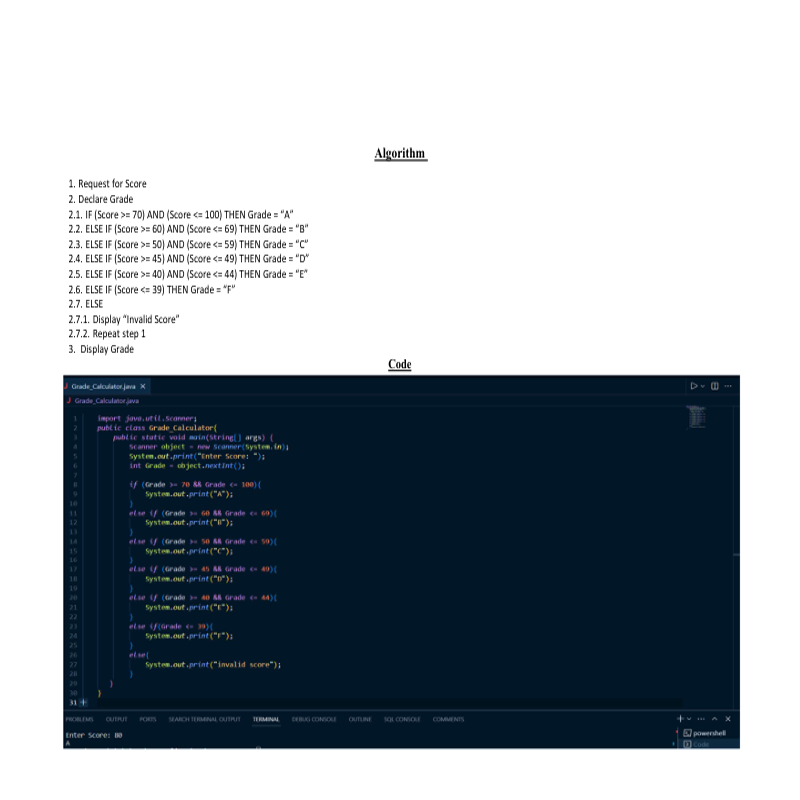 Algorithm
1. Request for Score
2. Declare Grade
2.1. IF (Score >= 70) AND (Score <= 100) THEN Grade = "A"
2.2. ELSE IF (Score >= 60) AND (Score <= 69) THEN Grade = "B"
2.3. ELSE IF (Score >= 50) AND (Score <= 59) THEN Grade = "C"
2.4. ELSE IF (Score >= 45) AND (Score <= 49) THEN Grade = "D"
2.5. ELSE IF (Score >= 40) AND (Score <= 44) THEN Grade = "E"
2.6. ELSE IF (Score <= 39) THEN Grade = "F"
2.7. ELSE
2.7.1. Display "Invalid Score"
2.7.2. Repeat step 1
3. Display Grade
Code
J Grade_Calculator.java X
J Grade_Calculator.java
1 import java.util.Scanner;
2 public class Grade_Calculator{
3 public static void main(String[] args) {
4 Scanner object = new Scanner(System.in);
5 System.out.print("Enter Score: ");
6 int Grade = object.nextInt();
7
8 if (Grade >= 70 && Grade <= 100){
9 System.out.print("A");
10 }
11 else if (Grade >= 60 && Grade <= 69){
12 System.out.print("B");
13 }
14 else if (Grade >= 50 && Grade <= 59){
15 System.out.print("C");
16 }
17 else if (Grade >= 45 && Grade <= 49){
18 System.out.print("D");
19 }
20 else if (Grade >= 40 && Grade <= 44){
21 System.out.print("E");
22 }
23 else if(Grade <= 39){
24 System.out.print("F");
25 }
26 else{
27 System.out.print("invalid score");
28 }
29 }
30 }
31
PROBLEMS OUTPUT PORTS SEARCH TERMINAL OUTPUT TERMINAL DEBUG CONSOLE OUTLINE SQL CONSOLE COMMENTS
Enter Score: 80
A
powershell
Code